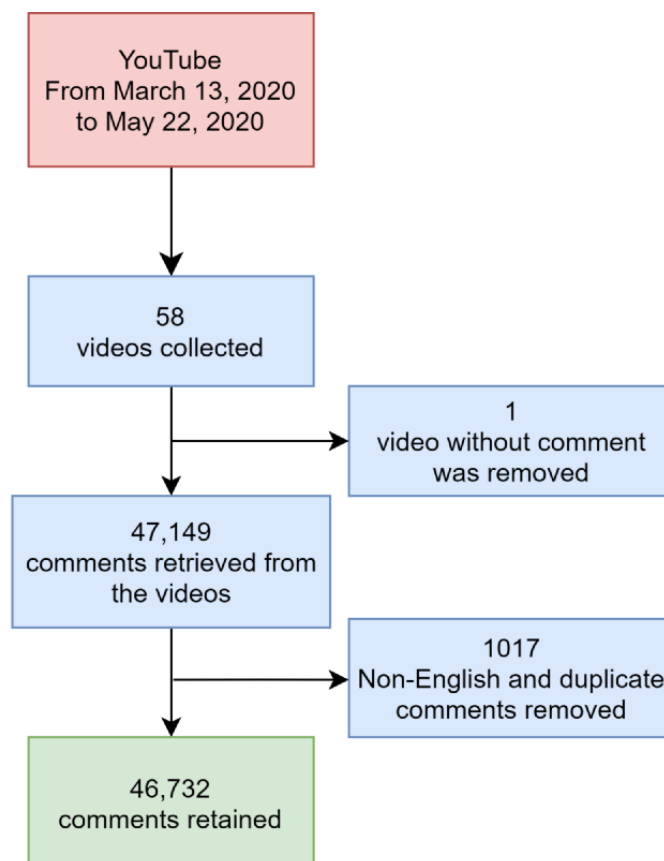 YouTube
From March 13, 2020
to May 22, 2020
58
videos collected
1
video without comment
was removed
47,149
comments retrieved from
the videos
1017
Non-English and duplicate
comments removed
46,732
comments retained